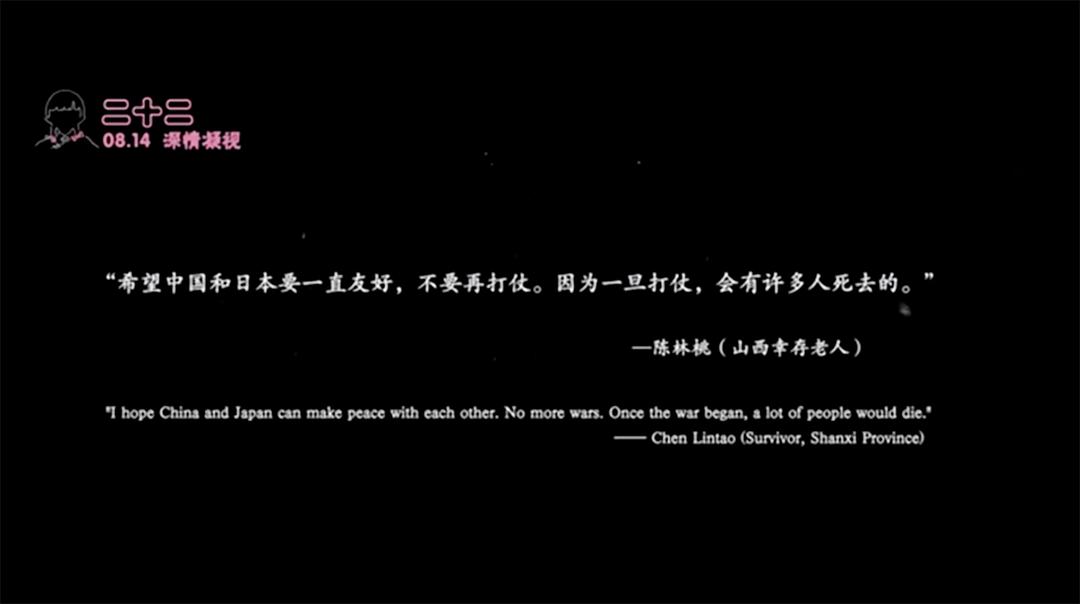 二十二
08.14 深情凝视
“希望中国和日本要一直友好，不要再打仗。因为一旦打仗，会有许多人死去的。”
—陈林桃（山西幸存老人）
"I hope China and Japan can make peace with each other. No more wars. Once the war began, a lot of people would die."
—— Chen Lintao (Survivor, Shanxi Province)